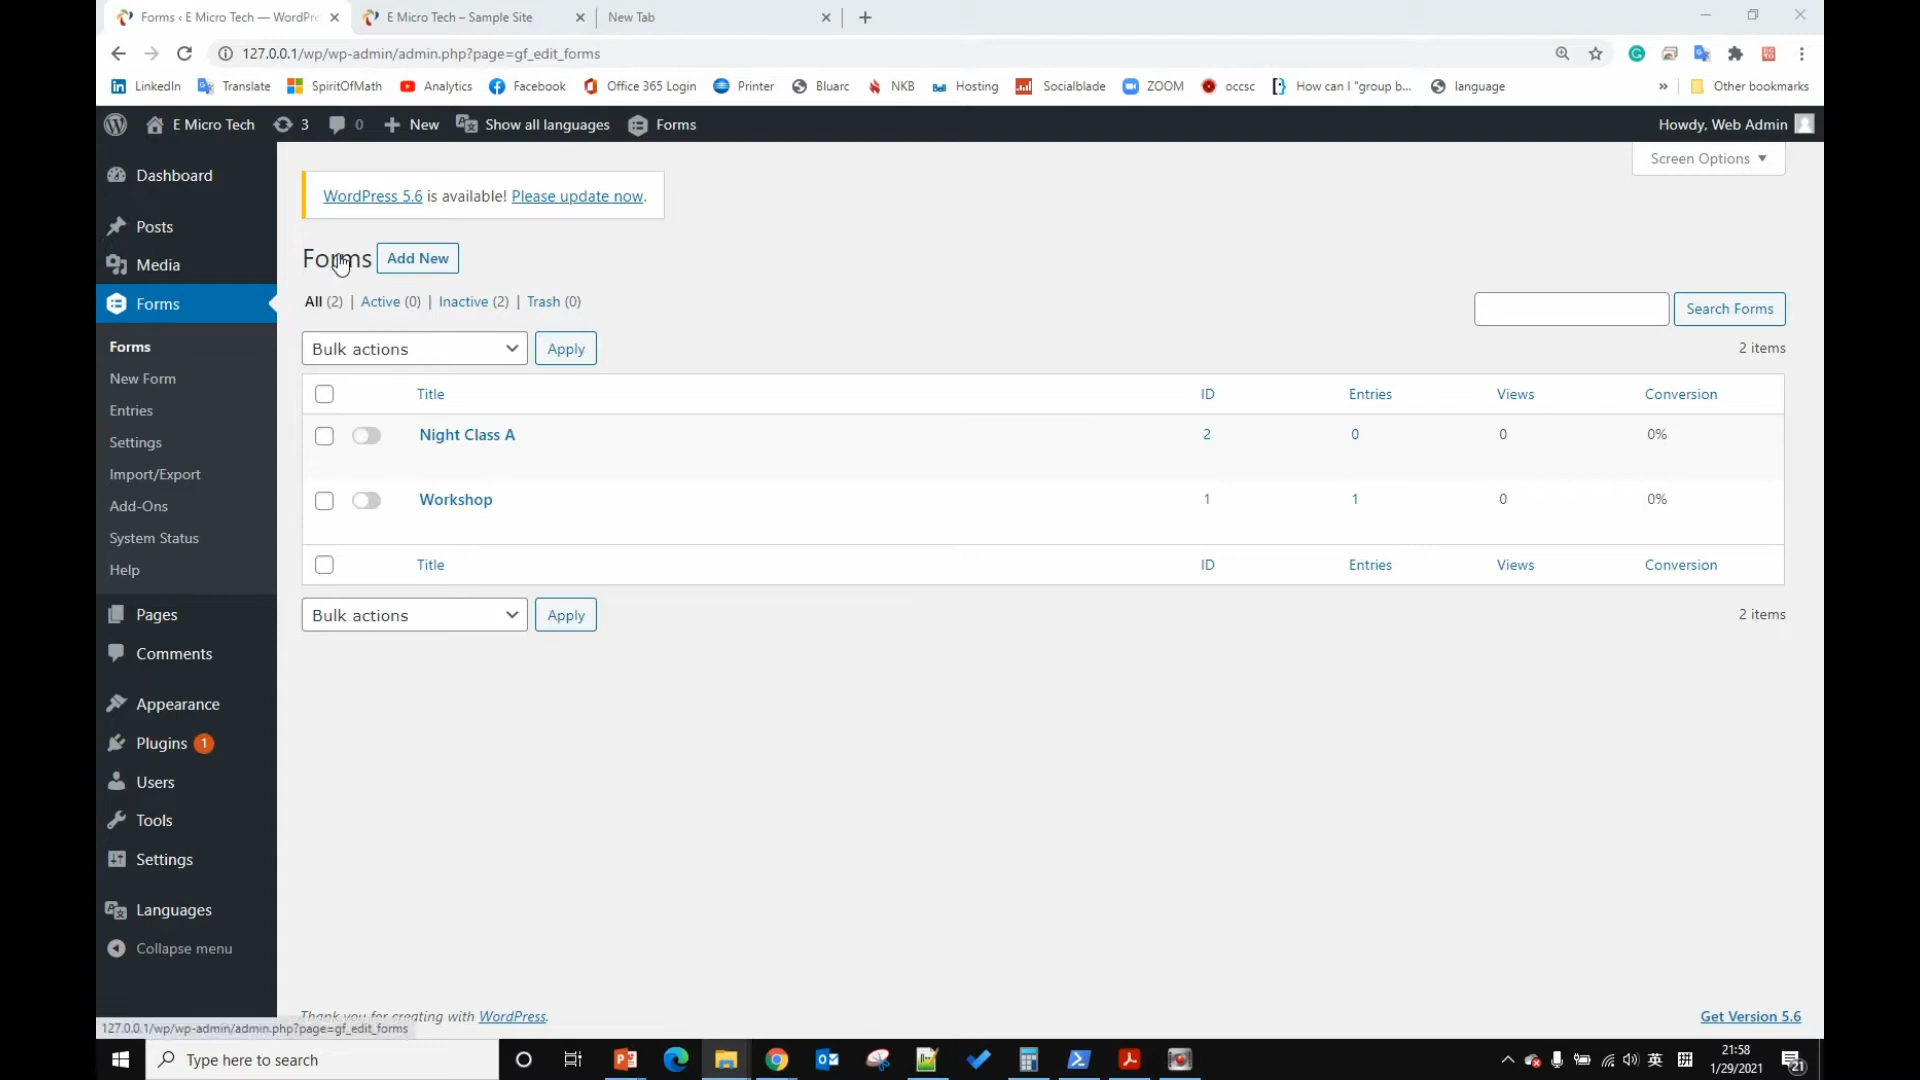 Forms ‹ E Micro Tech — WordPre
E Micro Tech – Sample Site
New Tab
127.0.0.1/wp/wp-admin/admin.php?page=gf_edit_forms
LinkedIn
Translate
SpiritOfMath
Analytics
Facebook
Office 365 Login
Printer
Bluarc
NKB
Hosting
Socialblade
ZOOM
occsc
How can I "group b...
language
»
Other bookmarks
E Micro Tech
3
0
New
Show all languages
Forms
Howdy, Web Admin
Screen Options
Dashboard
Posts
Media
Forms
Forms
New Form
Entries
Settings
Import/Export
Add-Ons
System Status
Help
Pages
Comments
Appearance
Plugins 1
Users
Tools
Settings
Languages
Collapse menu
WordPress 5.6 is available! Please update now.
Forms Add New
All (2) | Active (0) | Inactive (2) | Trash (0)
Search Forms
Bulk actions Apply
2 items
Title ID Entries Views Conversion
Night Class A 2 0 0 0%
Workshop 1 1 0 0%
Title ID Entries Views Conversion
Bulk actions Apply
2 items
Thank you for creating with WordPress.
Get Version 5.6
127.0.0.1/wp/wp-admin/admin.php?page=gf_edit_forms
Type here to search
英
拼
21:58
1/29/2021
21